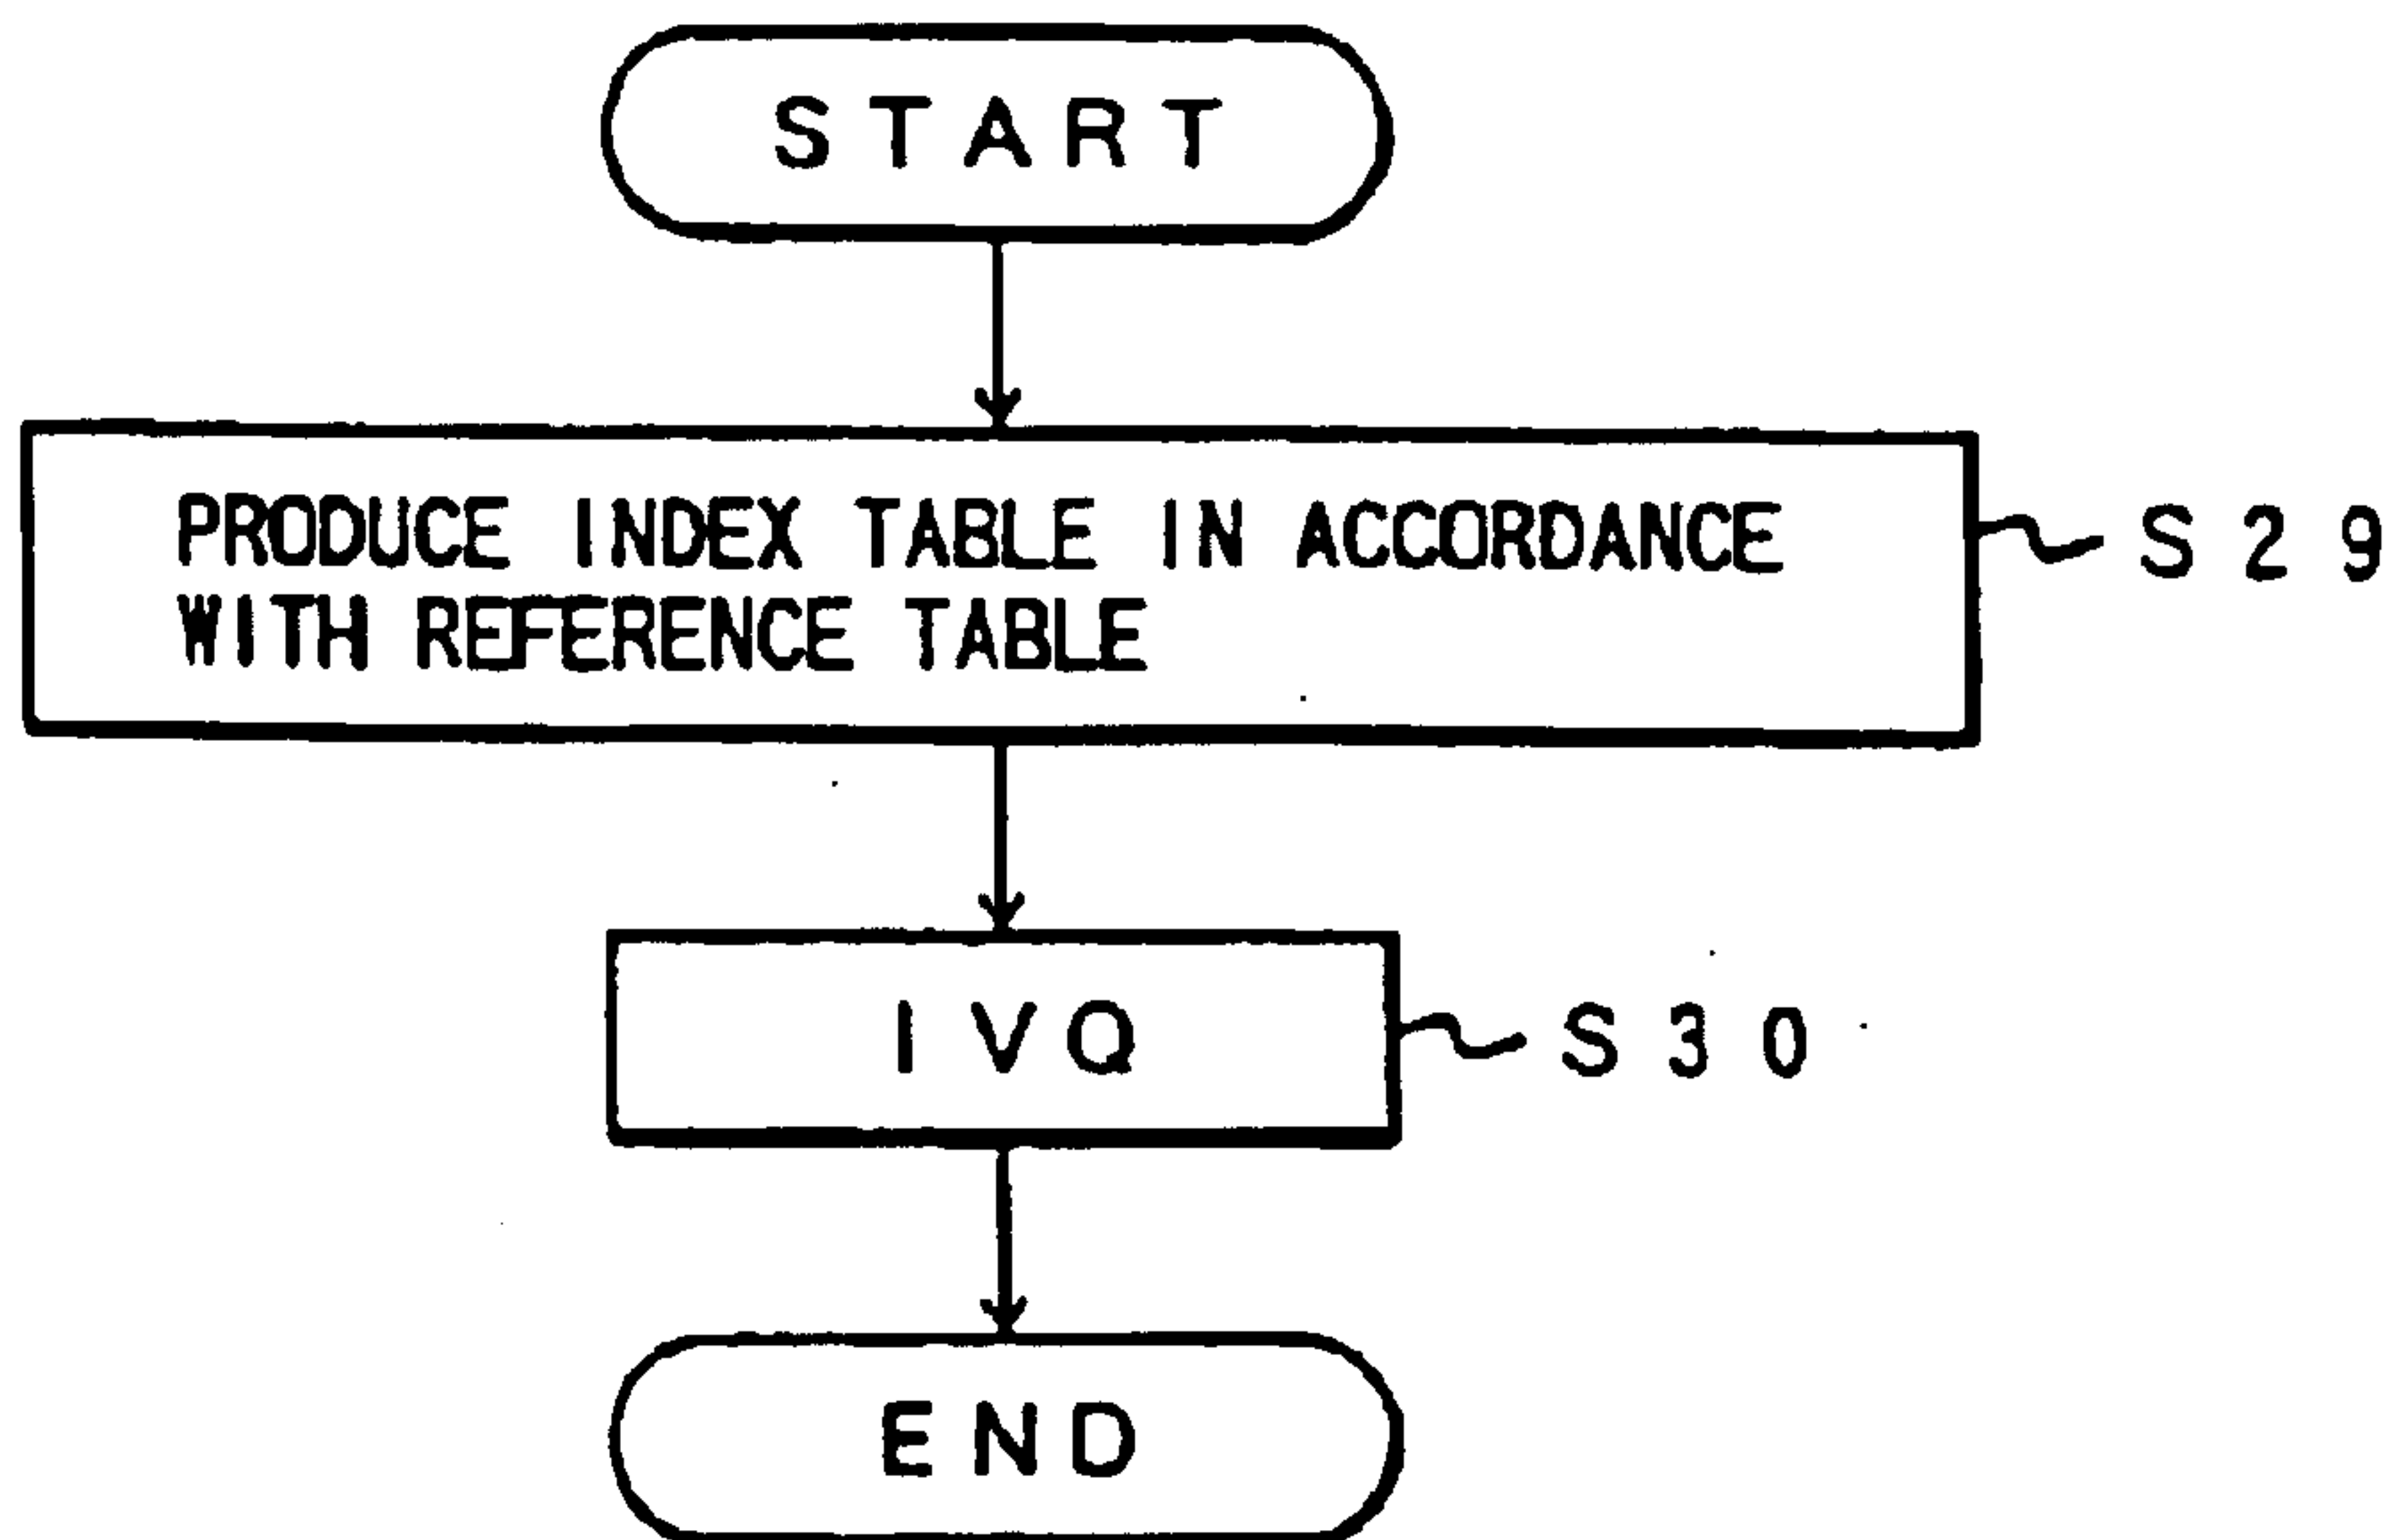 START
PRODUCE INDEX TABLE IN ACCORDANCE
WITH REFERENCE TABLE
S29
IVQ
S30
END